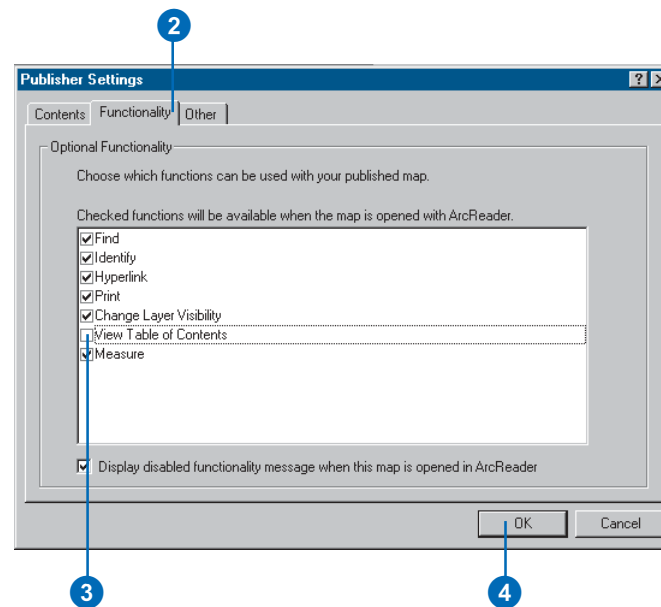 2
Publisher Settings
Contents Functionality Other
Optional Functionality
Choose which functions can be used with your published map.
Checked functions will be available when the map is opened with ArcReader.
Find
Identify
Hyperlink
Print
Change Layer Visibility
View Table of Contents
Measure
Display disabled functionality message when this map is opened in ArcReader
OK Cancel
3 4